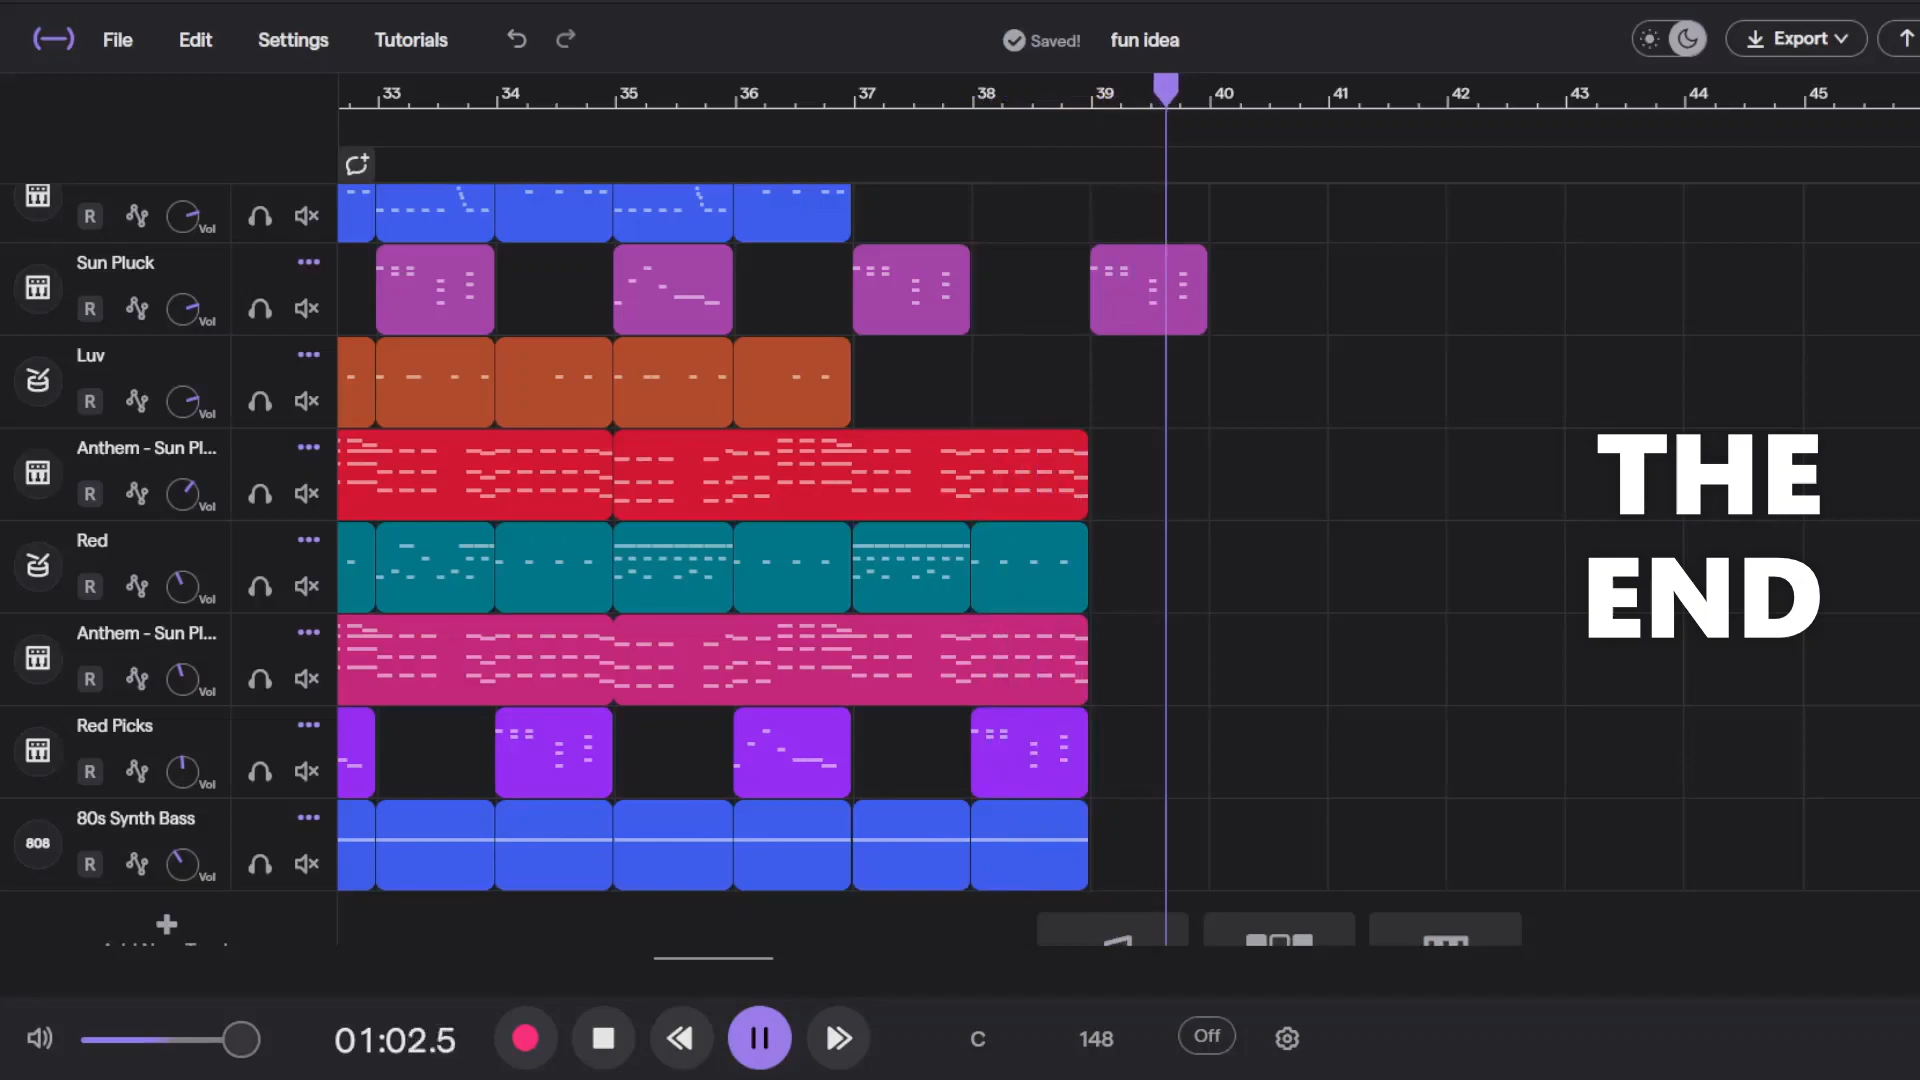 File Edit Settings Tutorials Saved! fun idea Export
33 34 35 36 37 38 39 40 41 42 43 44 45
R Vol
Sun Pluck
R Vol
Luv
R Vol
Anthem - Sun Pl...
R Vol
THE
END
Red
R Vol
Anthem - Sun Pl...
R Vol
Red Picks
R Vol
80s Synth Bass
808
R Vol
01:02.5 C 148 Off